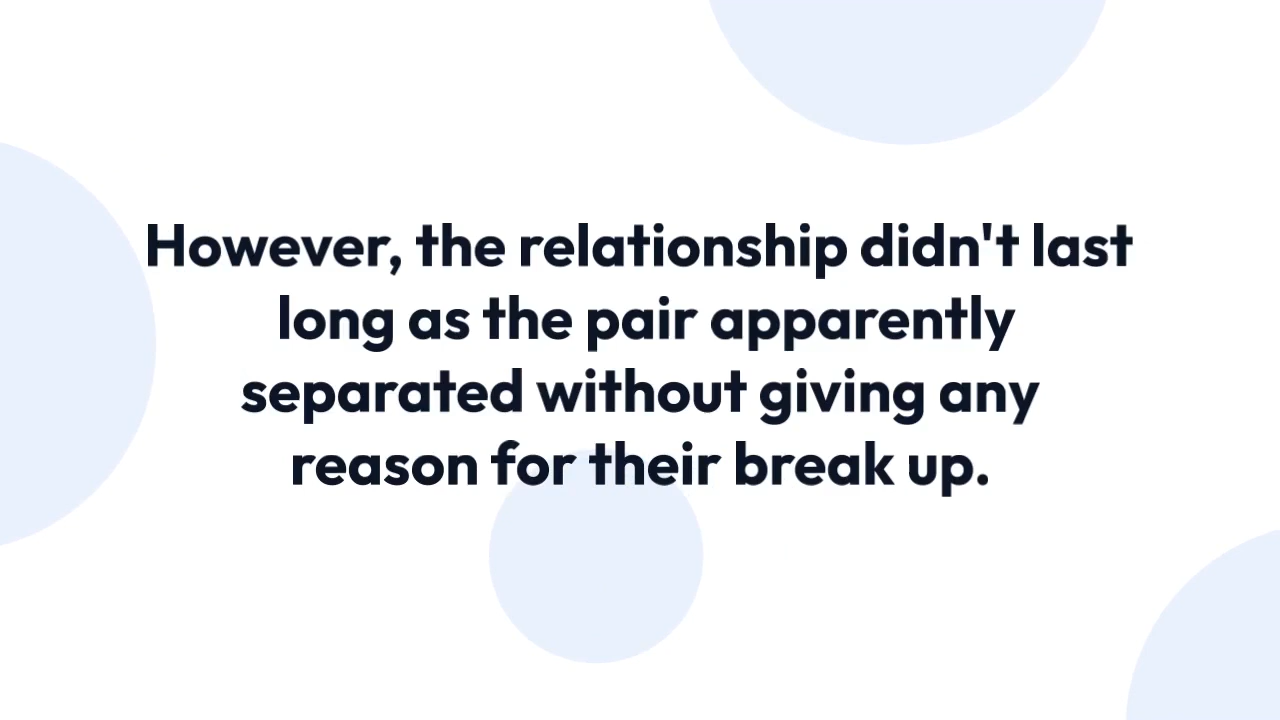 However, the relationship didn't last
long as the pair apparently
separated without giving any
reason for their break up.